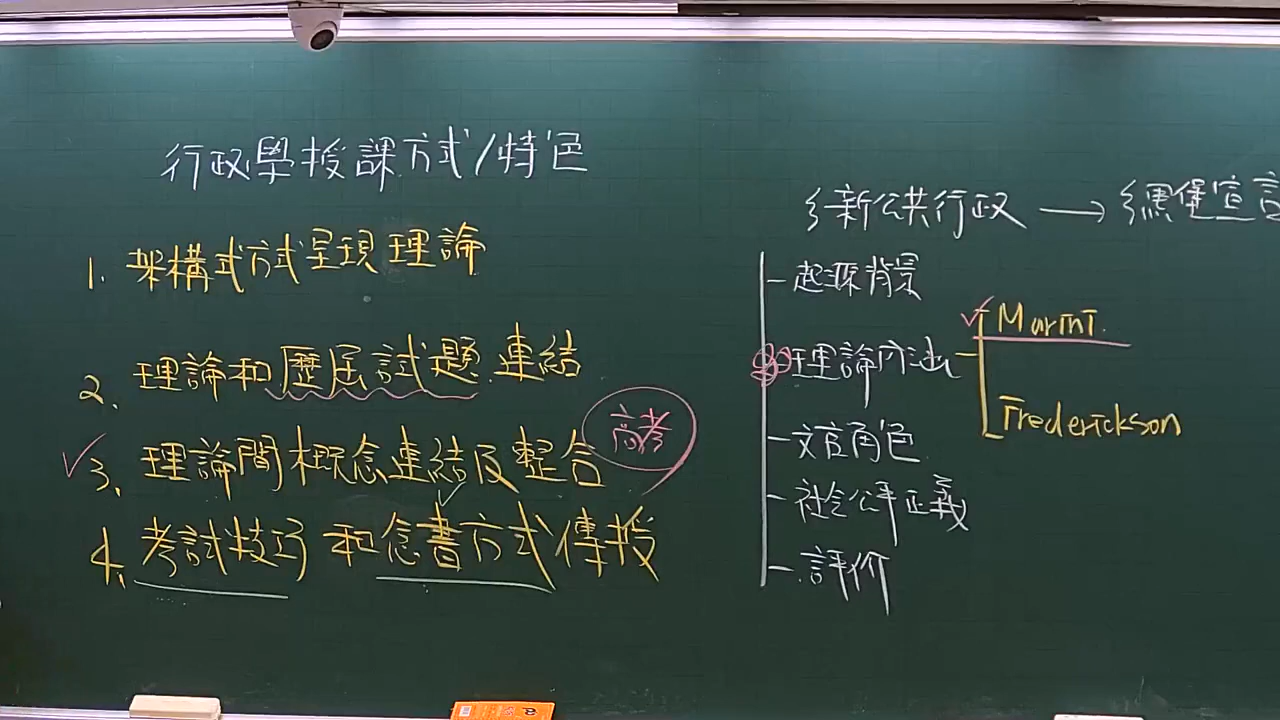 行政學授課方式/特色
1. 架構式方式呈現理論
2. 理論和歷屆試題連結
3. 理論間概念連結及整合
高考
4. 考試技巧和念書方式傳授
新公共行政 → 黑堡宣言
起源背景
理論內涵
Marini
Frederickson
文官角色
社會公平正義
評價